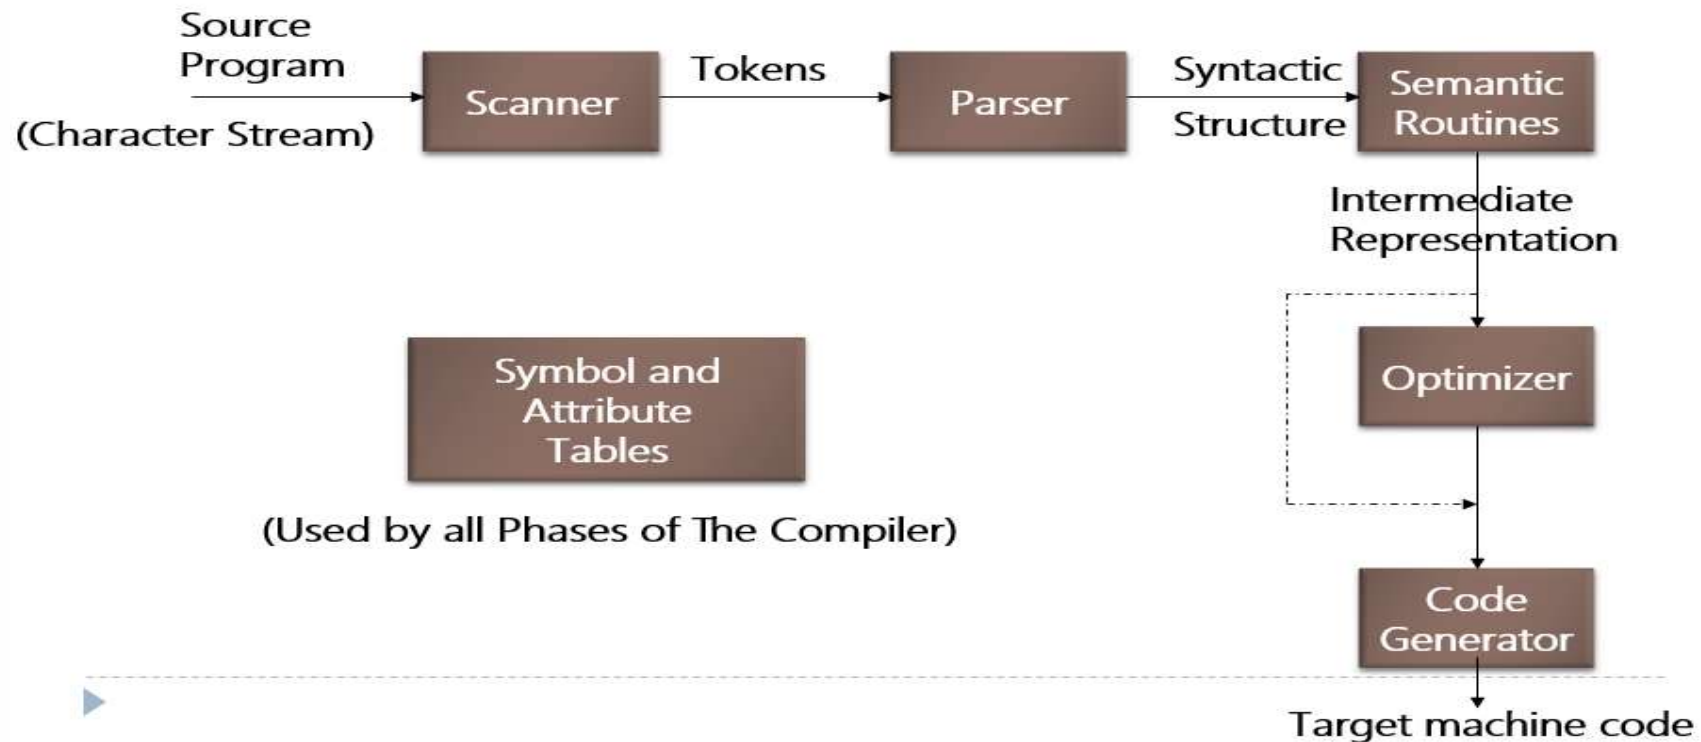 Source
Program
(Character Stream)
Scanner
Tokens
Parser
Syntactic
Structure
Semantic
Routines
Intermediate
Representation
Optimizer
Symbol and
Attribute
Tables
(Used by all Phases of The Compiler)
Code
Generator
Target machine code